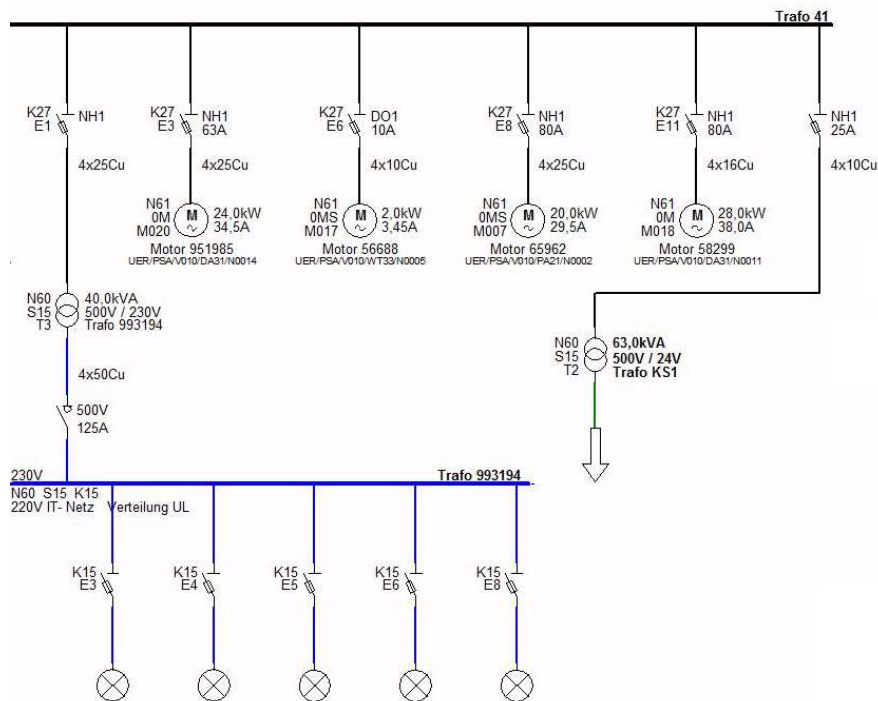 Trafo 41
K27
E1
NH1
4x25Cu
K27
E3
NH1
63A
4x25Cu
N61
0M
M020
M
24,0kW
34,5A
Motor 951985
UER/PSA/V010/DA31/N0014
K27
E6
DO1
10A
4x10Cu
N61
0MS
M017
M
2,0kW
3,45A
Motor 56688
UER/PSA/V010/WT33/N0005
K27
E8
NH1
80A
4x25Cu
N61
0MS
M007
M
20,0kW
29,5A
Motor 65962
UER/PSA/V010/PA21/N0002
K27
E11
NH1
80A
4x16Cu
N61
0M
M018
M
28,0kW
38,0A
Motor 58299
UER/PSA/V010/DA31/N0011
NH1
25A
4x10Cu
N60
S15
T3
40,0kVA
500V / 230V
Trafo 993194
4x50Cu
500V
125A
N60
S15
T2
63,0kVA
500V / 24V
Trafo KS1
230V
Trafo 993194
N60 S15 K15
220V IT- Netz Verteilung UL
K15
E3
K15
E4
K15
E5
K15
E6
K15
E8